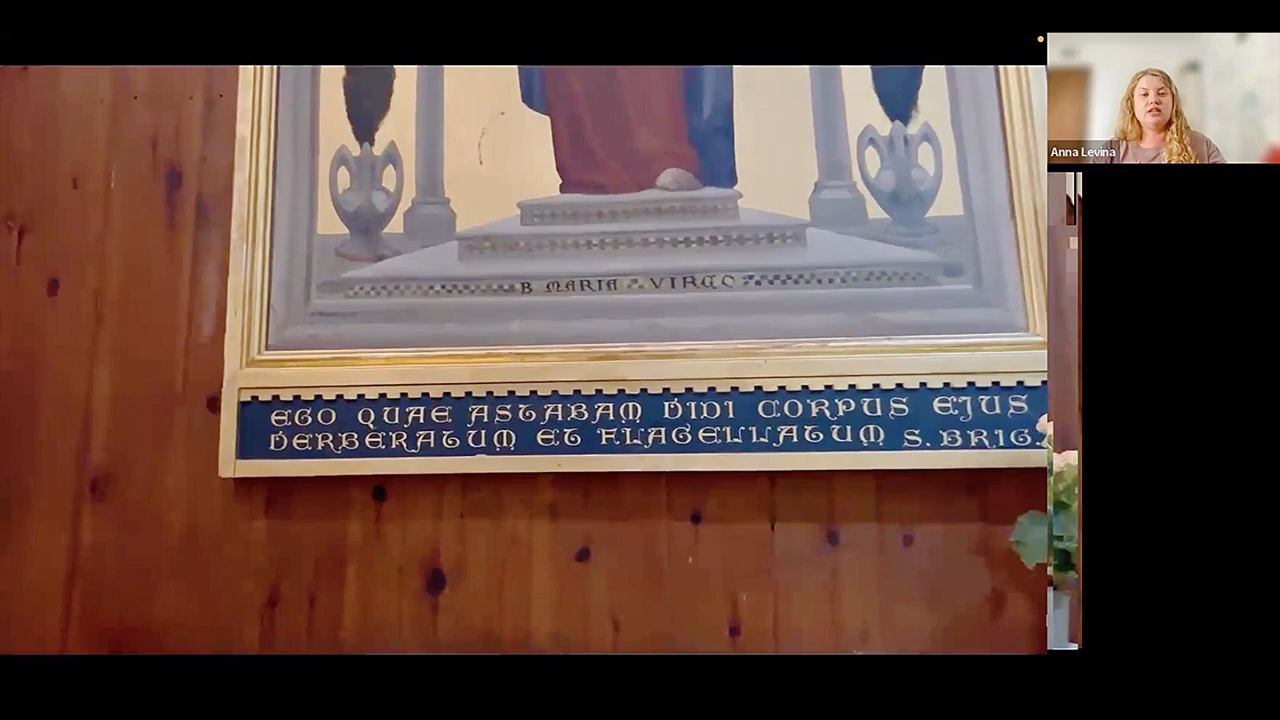 Anna Levina
B MARIA VIRGO
EGO QUAE ASTABAM VIDI CORPUS EJUS
VERBERATUM ET FLAGELLATUM S. BRIG.